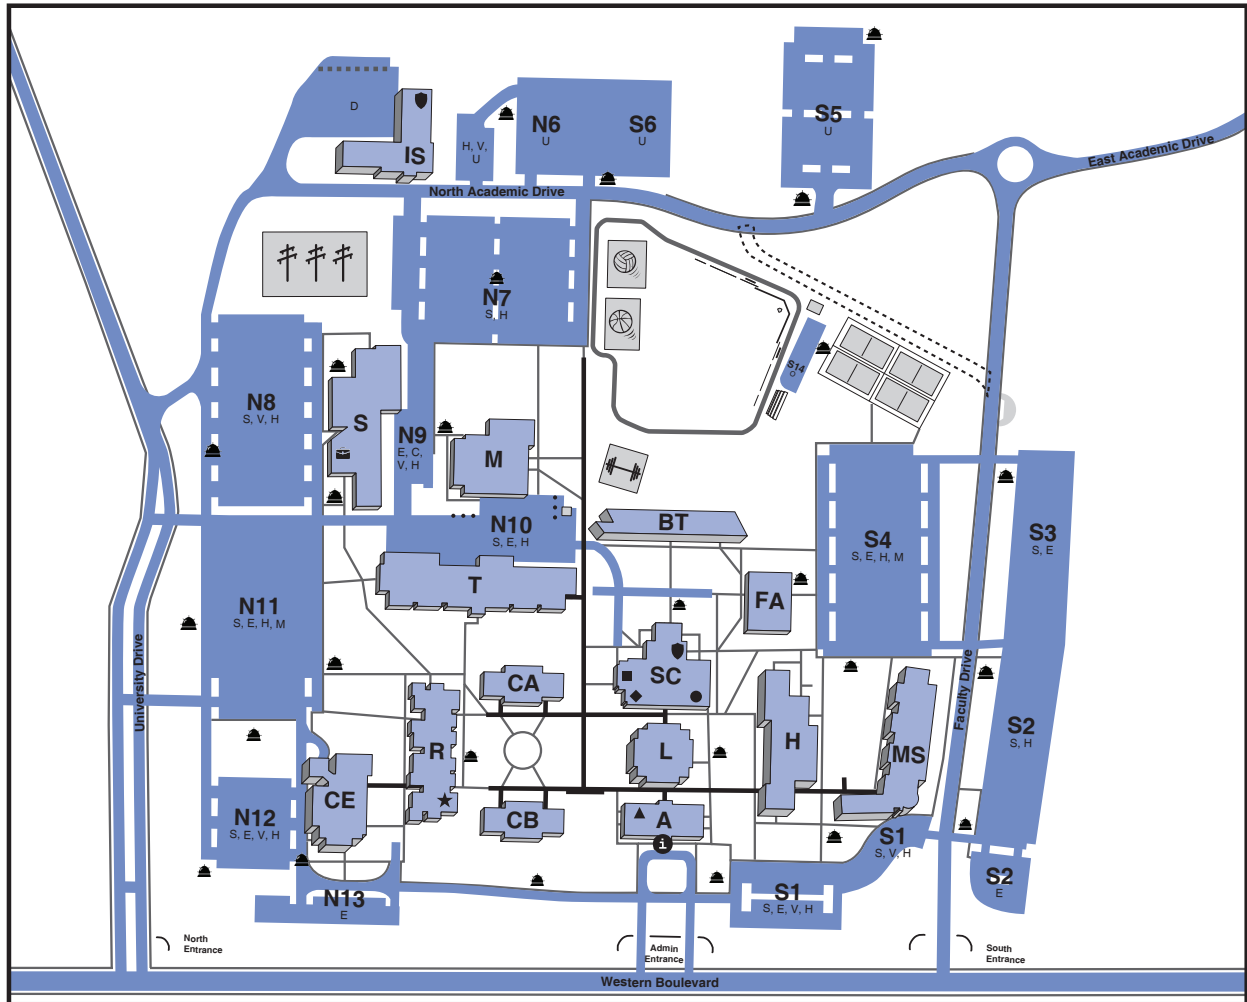 S5
U
D
N6
U
S6
U
H, V,
U
IS
East Academic Drive
North Academic Drive
N7
S, H
S14
O
N8
S, V, H
S
N9
E, C,
V, H
M
N10
S, E, H
BT
S4
S, E, H, M
S3
S, E
T
FA
N11
S, E, H, M
University Drive
CA
SC
Faculty Drive
R
L
H
MS
S2
S, H
CE
N12
S, E, V, H
CB
A
i
S1
S, V, H
N13
E
S1
S, E, V, H
S2
E
North
Entrance
Admin
Entrance
South
Entrance
Western Boulevard